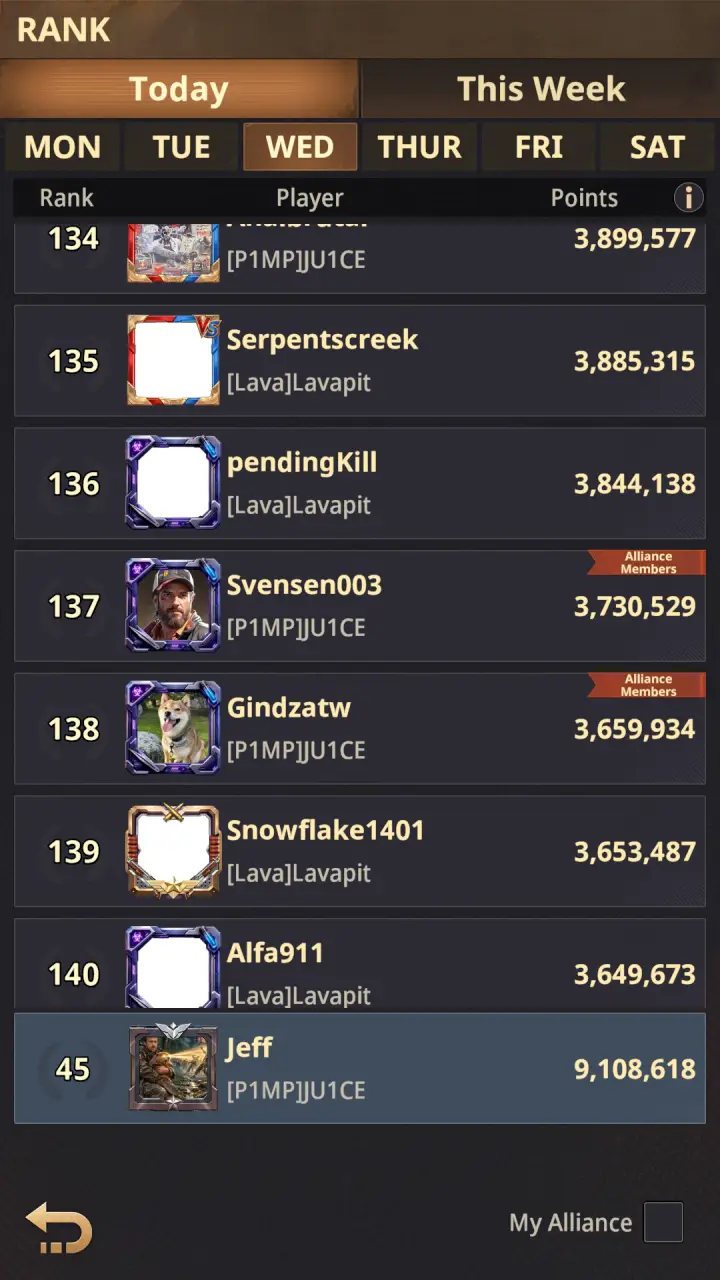 RANK
Today
This Week
MON
TUE
WED
THUR
FRI
SAT
Rank
Player
Points
134
[P1MP]JU1CE
3,899,577
135
Serpentscreek
[Lava]Lavapit
3,885,315
136
pendingKill
[Lava]Lavapit
3,844,138
Alliance
Members
137
Svensen003
[P1MP]JU1CE
3,730,529
Alliance
Members
138
Gindzatw
[P1MP]JU1CE
3,659,934
139
Snowflake1401
[Lava]Lavapit
3,653,487
140
Alfa911
[Lava]Lavapit
3,649,673
45
Jeff
[P1MP]JU1CE
9,108,618
My Alliance